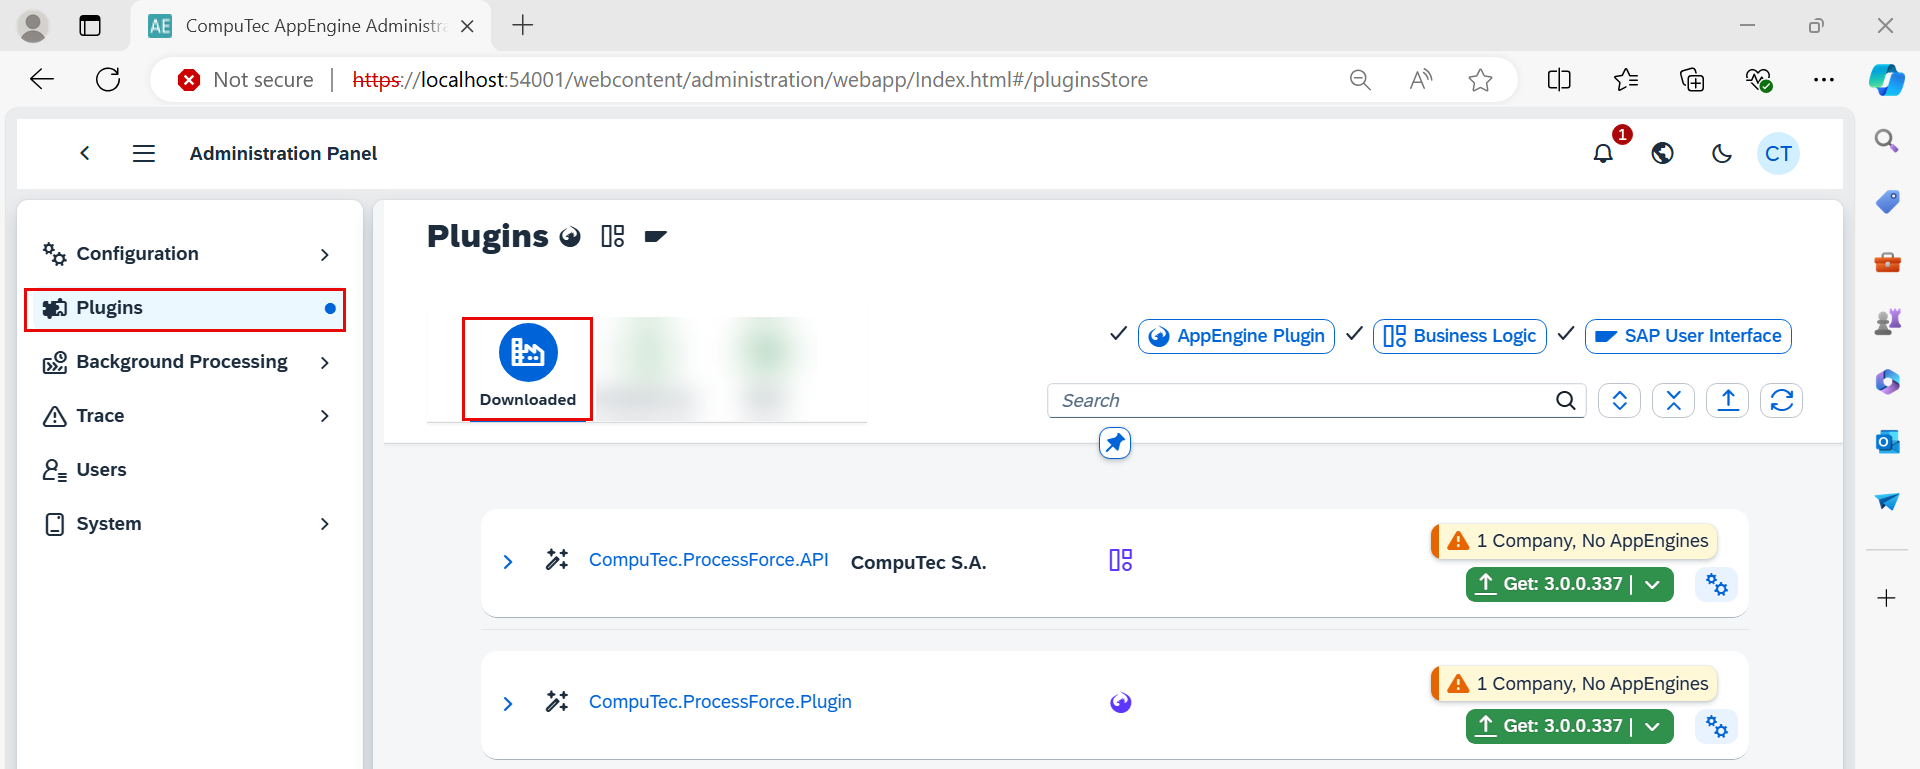 AE CompuTec AppEngine Administra
Not secure https://localhost:54001/webcontent/administration/webapp/Index.html#/pluginsStore
Administration Panel
1
CT
Configuration
Plugins
Background Processing
Trace
Users
System
Plugins
Downloaded
AppEngine Plugin
Business Logic
SAP User Interface
Search
CompuTec.ProcessForce.API CompuTec S.A.
1 Company, No AppEngines
Get: 3.0.0.337 |
CompuTec.ProcessForce.Plugin
1 Company, No AppEngines
Get: 3.0.0.337 |